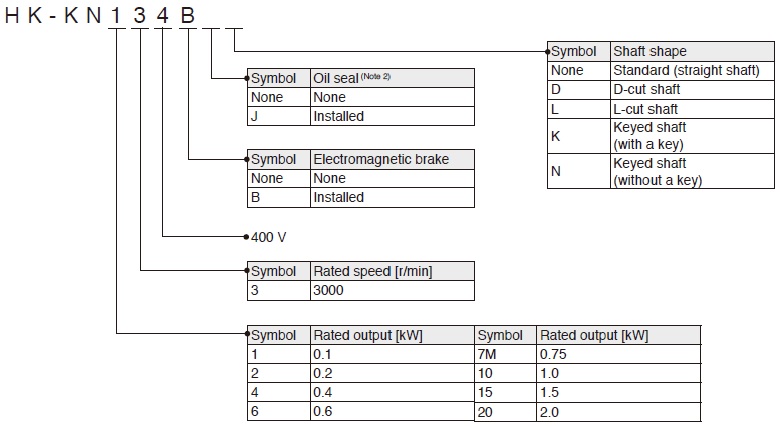 HK-KN134B_ _
Symbol Shaft shape
None Standard (straight shaft)
D D-cut shaft
L L-cut shaft
K Keyed shaft
(with a key)
N Keyed shaft
(without a key)
Symbol Oil seal (Note 2)
None None
J Installed
Symbol Electromagnetic brake
None None
B Installed
400 V
Symbol Rated speed [r/min]
3 3000
Symbol Rated output [kW] Symbol Rated output [kW]
1 0.1 7M 0.75
2 0.2 10 1.0
4 0.4 15 1.5
6 0.6 20 2.0